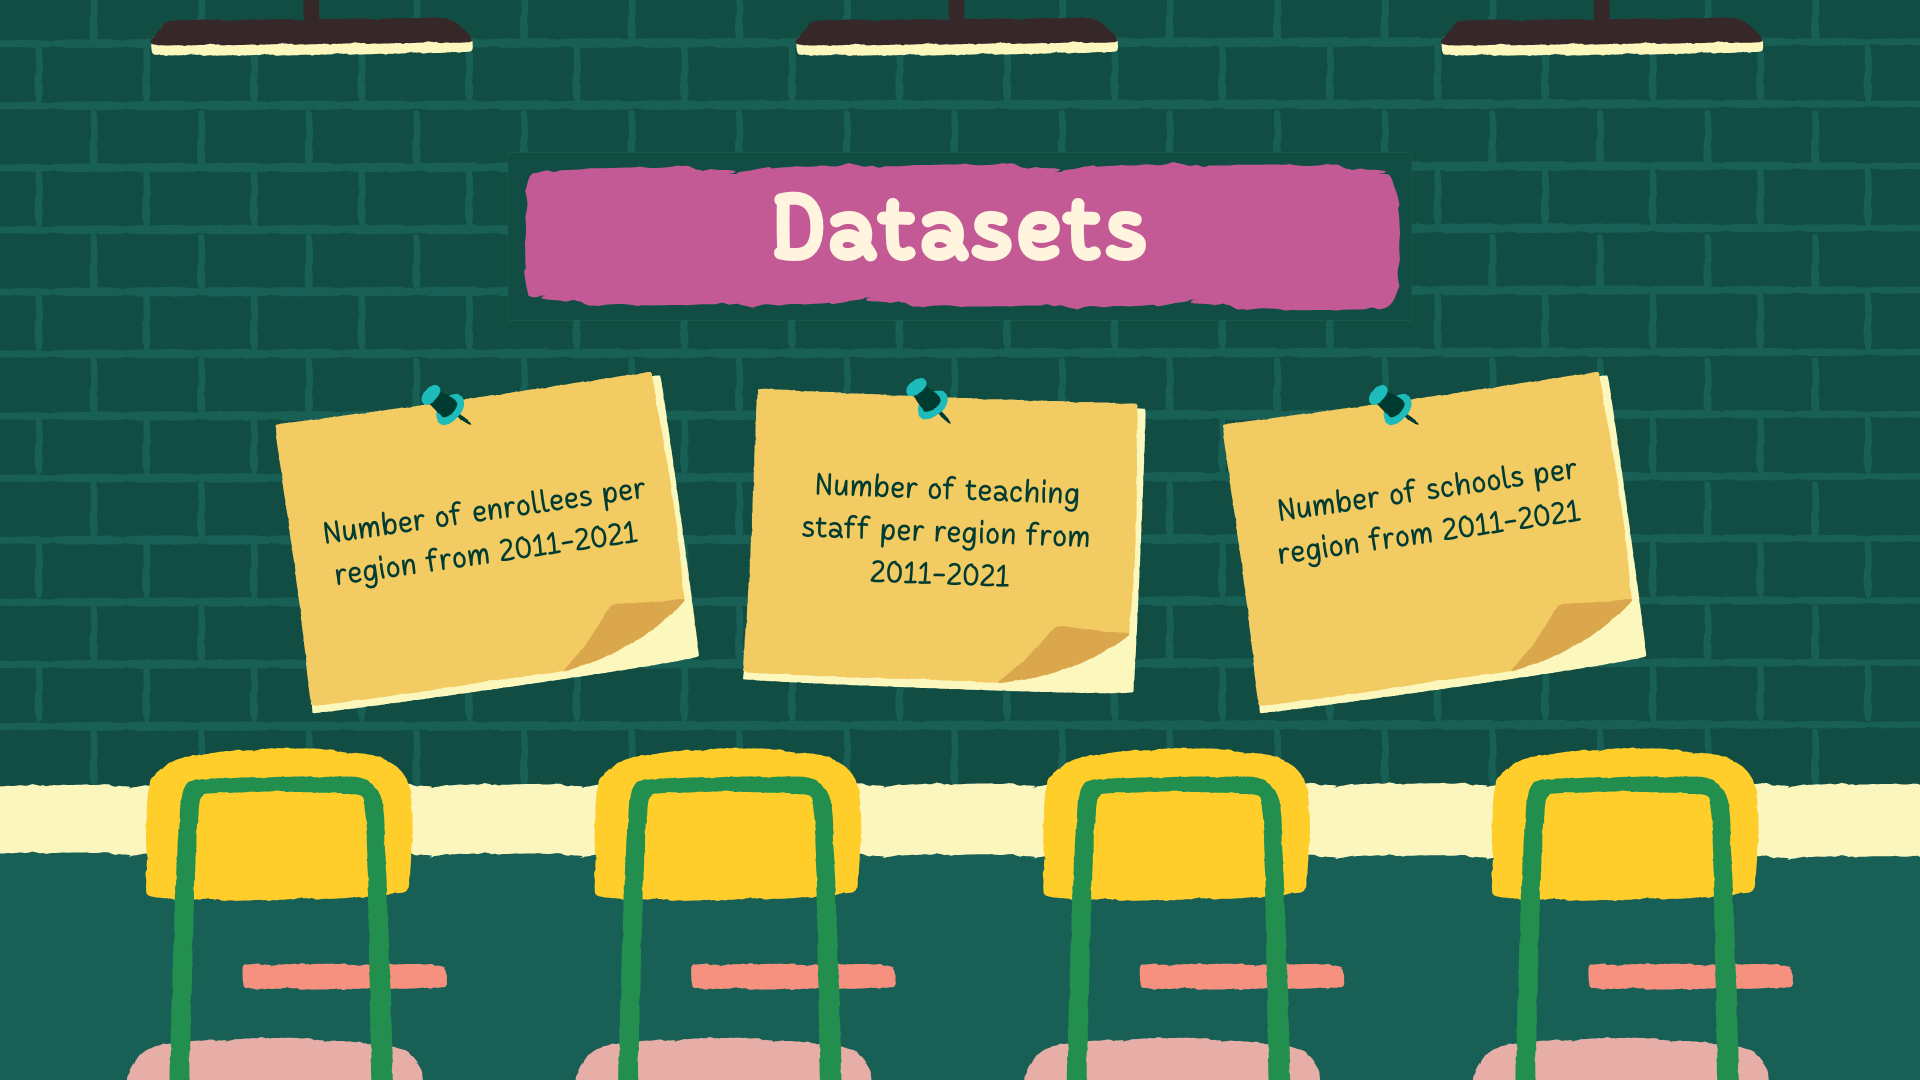 Datasets
Number of enrollees per
region from 2011-2021
Number of teaching
staff per region from
2011-2021
Number of schools per
region from 2011-2021